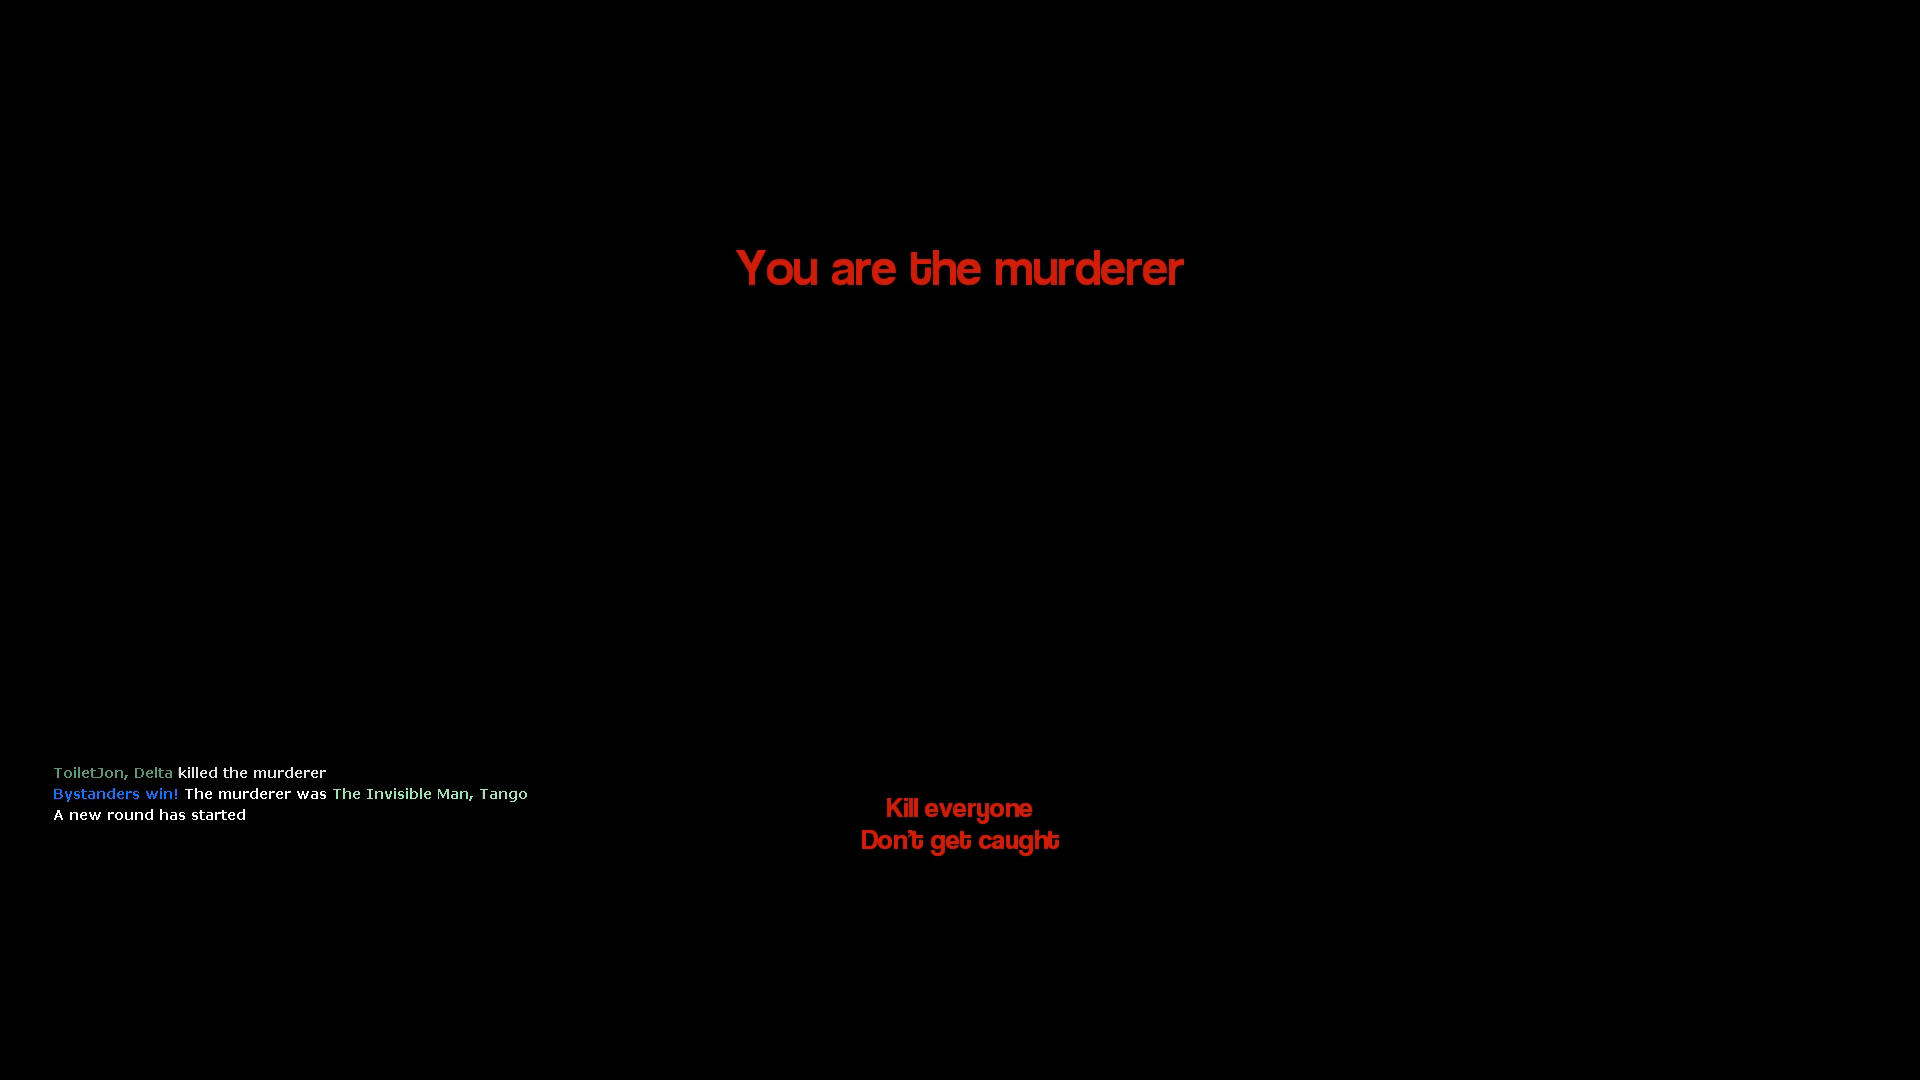 You are the murderer
ToiletJon, Delta killed the murderer
Bystanders win! The murderer was The Invisible Man, Tango
A new round has started
Kill everyone
Don't get caught